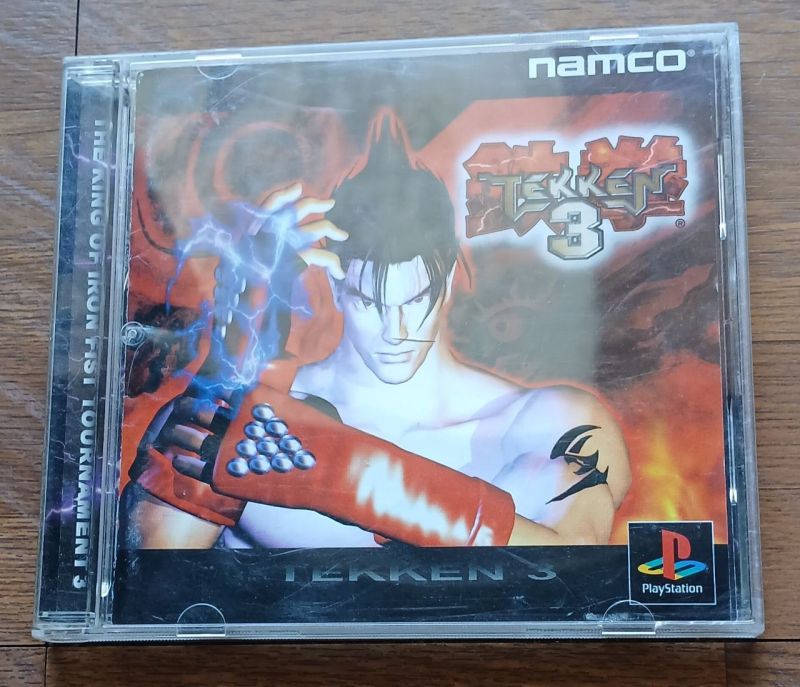 namco®
TEKKEN
3
®
THE KING OF IRON FIST TOURNAMENT 3
TEKKEN 3
PlayStation